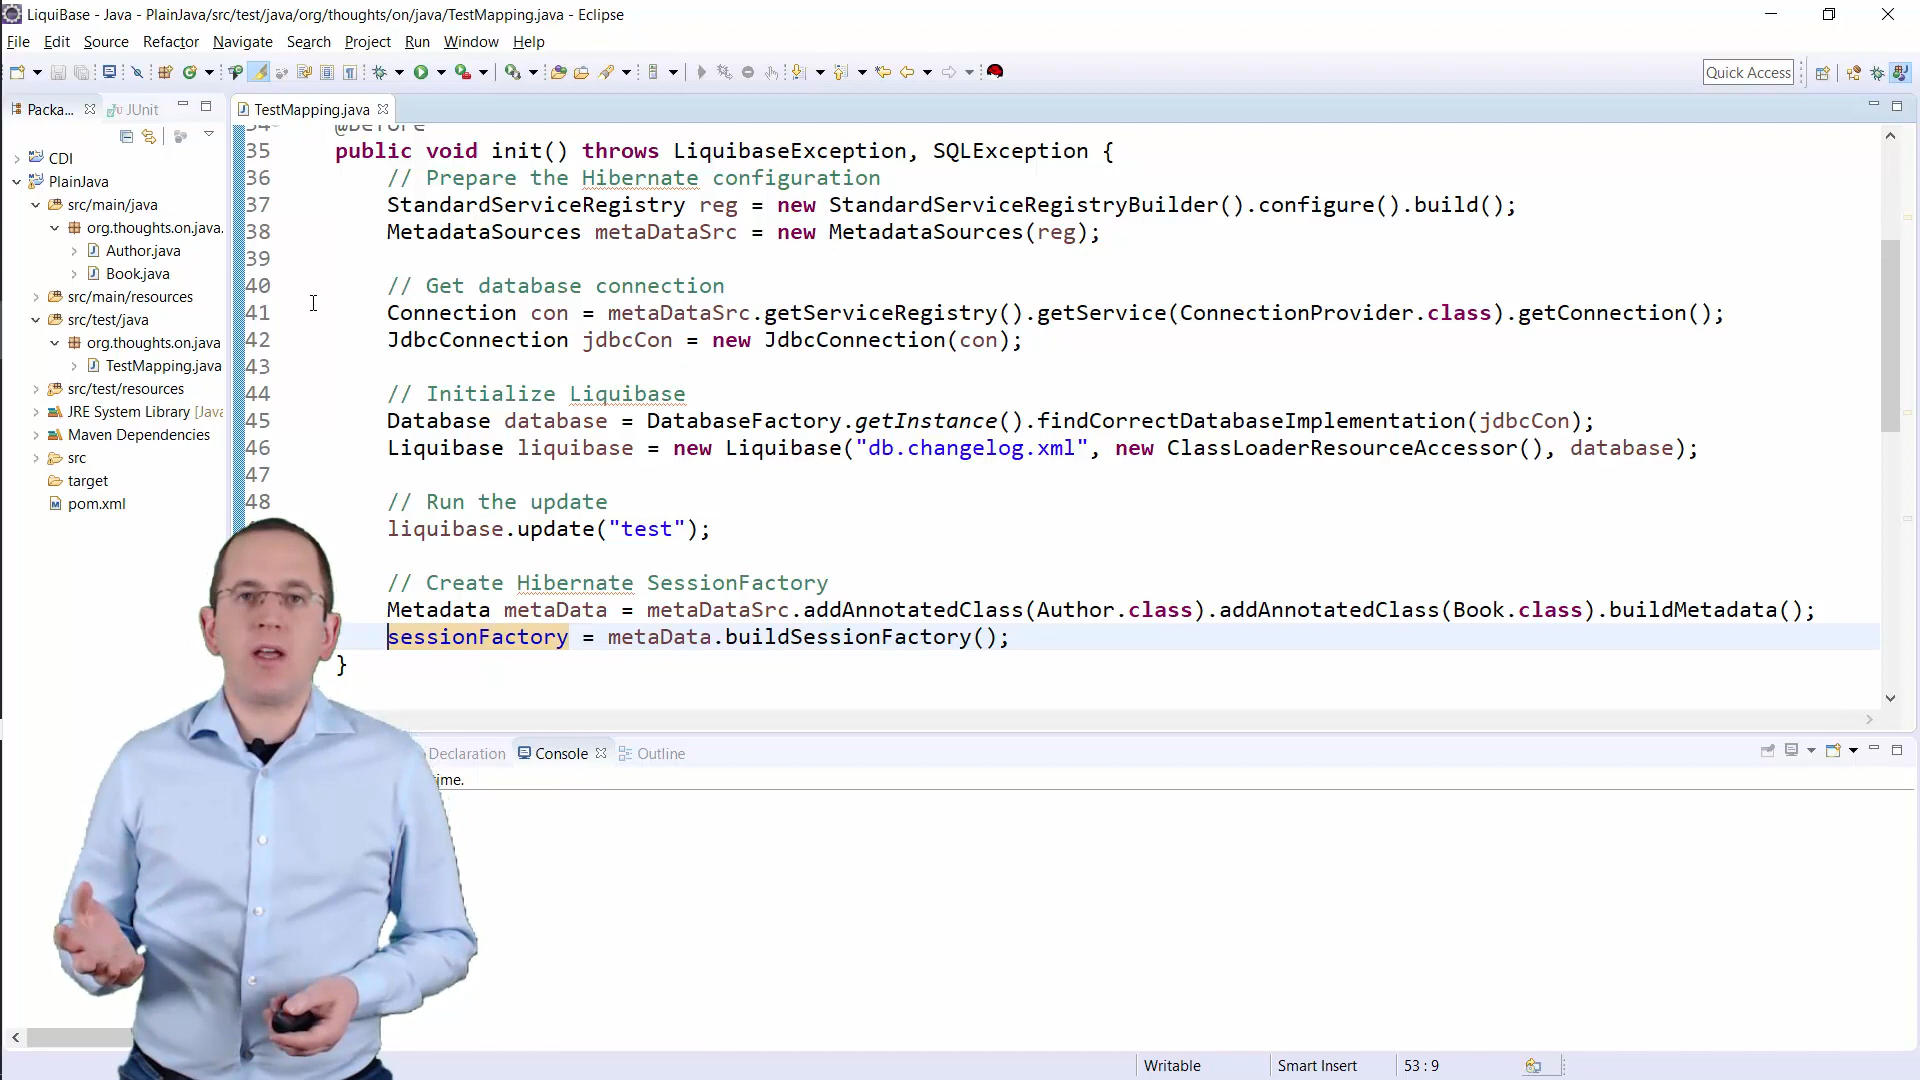 LiquiBase - Java - PlainJava/src/test/java/org/thoughts/on/java/TestMapping.java - Eclipse
File Edit Source Refactor Navigate Search Project Run Window Help
Quick Access
Packa... JUnit
CDI
PlainJava
src/main/java
org.thoughts.on.java.
Author.java
Book.java
src/main/resources
src/test/java
org.thoughts.on.java
TestMapping.java
src/test/resources
JRE System Library [Java
Maven Dependencies
src
target
pom.xml
TestMapping.java
34 @Before
35 public void init() throws LiquibaseException, SQLException {
36 // Prepare the Hibernate configuration
37 StandardServiceRegistry reg = new StandardServiceRegistryBuilder().configure().build();
38 MetadataSources metaDataSrc = new MetadataSources(reg);
39
40 // Get database connection
41 Connection con = metaDataSrc.getServiceRegistry().getService(ConnectionProvider.class).getConnection();
42 JdbcConnection jdbcCon = new JdbcConnection(con);
43
44 // Initialize Liquibase
45 Database database = DatabaseFactory.getInstance().findCorrectDatabaseImplementation(jdbcCon);
46 Liquibase liquibase = new Liquibase("db.changelog.xml", new ClassLoaderResourceAccessor(), database);
47
48 // Run the update
liquibase.update("test");
// Create Hibernate SessionFactory
Metadata metaData = metaDataSrc.addAnnotatedClass(Author.class).addAnnotatedClass(Book.class).buildMetadata();
sessionFactory = metaData.buildSessionFactory();
}
Declaration Console Outline
ime.
Writable Smart Insert 53 : 9